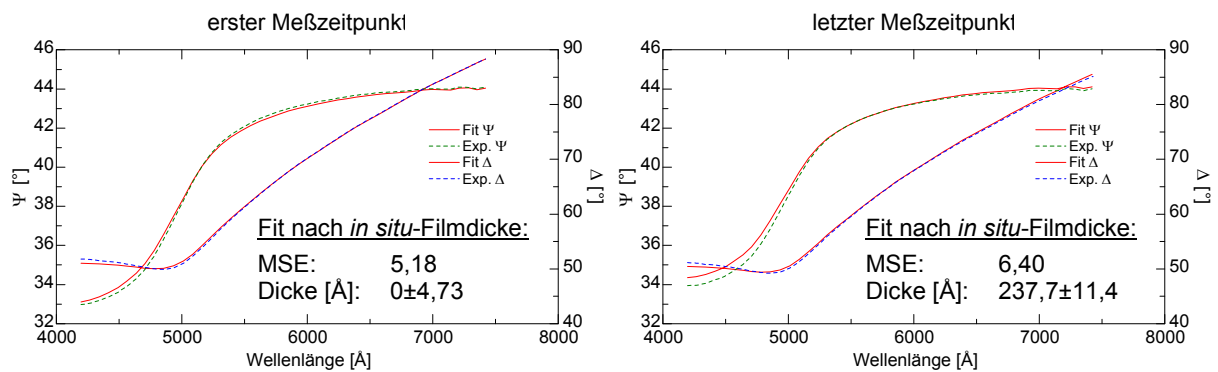 erster Meßzeitpunkt
46
44
42
40
38
36
34
32
Ψ [°]
90
80
70
60
50
40
Δ [°]
Fit Ψ
Exp. Ψ
Fit Δ
Exp. Δ
Fit nach in situ-Filmdicke:
MSE: 5,18
Dicke [Å]: 0±4,73
4000 5000 6000 7000 8000
Wellenlänge [Å]
letzter Meßzeitpunkt
46
44
42
40
38
36
34
32
Ψ [°]
90
80
70
60
50
40
Δ [°]
Fit Ψ
Exp. Ψ
Fit Δ
Exp. Δ
Fit nach in situ-Filmdicke:
MSE: 6,40
Dicke [Å]: 237,7±11,4
4000 5000 6000 7000 8000
Wellenlänge [Å]